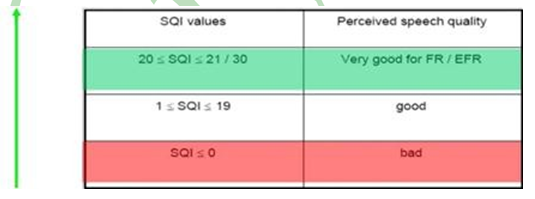 SQI values Perceived speech quality
20 ≤ SQI ≤ 21 / 30 Very good for FR / EFR
1 ≤ SQI ≤ 19 good
SQI ≤ 0 bad